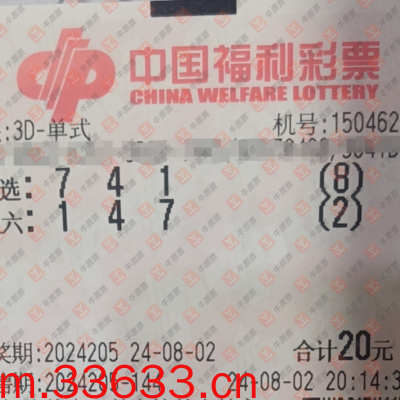 中国福利彩票
CHINA WELFARE LOTTERY
:3D-单式
机号:150462
选: 7 4 1 (8)
六: 1 4 7 (2)
奖期:2024205 24-08-02 合计20元
24-08-02 20:14:3
m.33633.cn